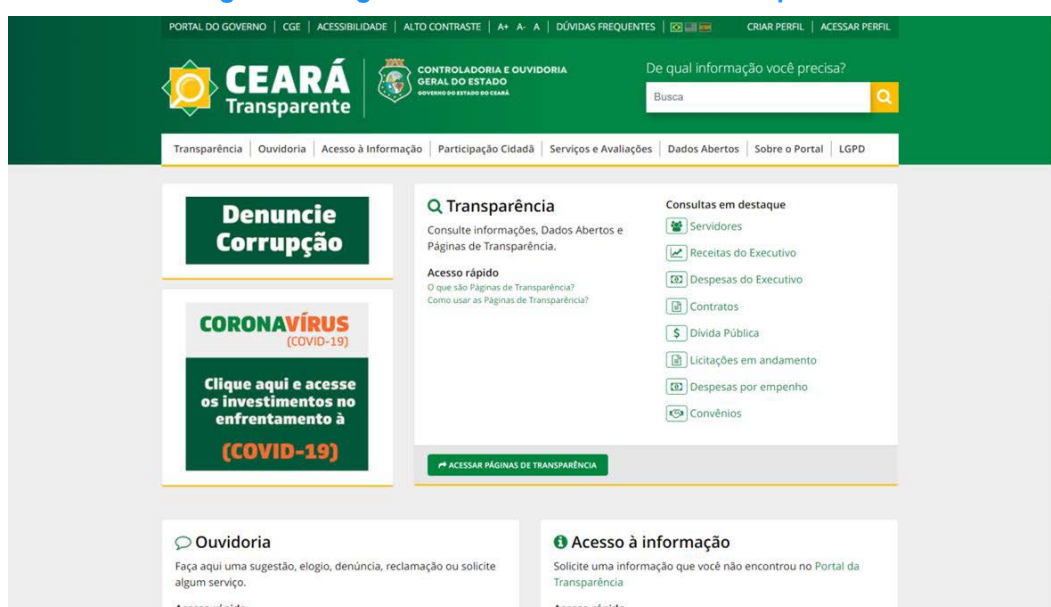 PORTAL DO GOVERNO | CGE | ACESSIBILIDADE | ALTO CONTRASTE | A+ A- A | DÚVIDAS FREQUENTES | CRIAR PERFIL | ACESSAR PERFIL
CEARÁ
Transparente
CONTROLADORIA E OUVIDORIA
GERAL DO ESTADO
GOVERNO DO ESTADO DO CEARÁ
De qual informação você precisa?
Busca
Transparência | Ouvidoria | Acesso à Informação | Participação Cidadã | Serviços e Avaliações | Dados Abertos | Sobre o Portal | LGPD
Denuncie
Corrupção
CORONAVÍRUS
(COVID-19)
Clique aqui e acesse
os investimentos no
enfrentamento à
(COVID-19)
Transparência
Consulte informações, Dados Abertos e
Páginas de Transparência.
Acesso rápido
O que são Páginas de Transparência?
Como usar as Páginas de Transparência?
Consultas em destaque
Servidores
Receitas do Executivo
Despesas do Executivo
Contratos
Dívida Pública
Licitações em andamento
Despesas por empenho
Convênios
ACESSAR PÁGINAS DE TRANSPARÊNCIA
Ouvidoria
Faça aqui uma sugestão, elogio, denúncia, reclamação ou solicite
algum serviço.
Acesso à informação
Solicite uma informação que você não encontrou no Portal da
Transparência